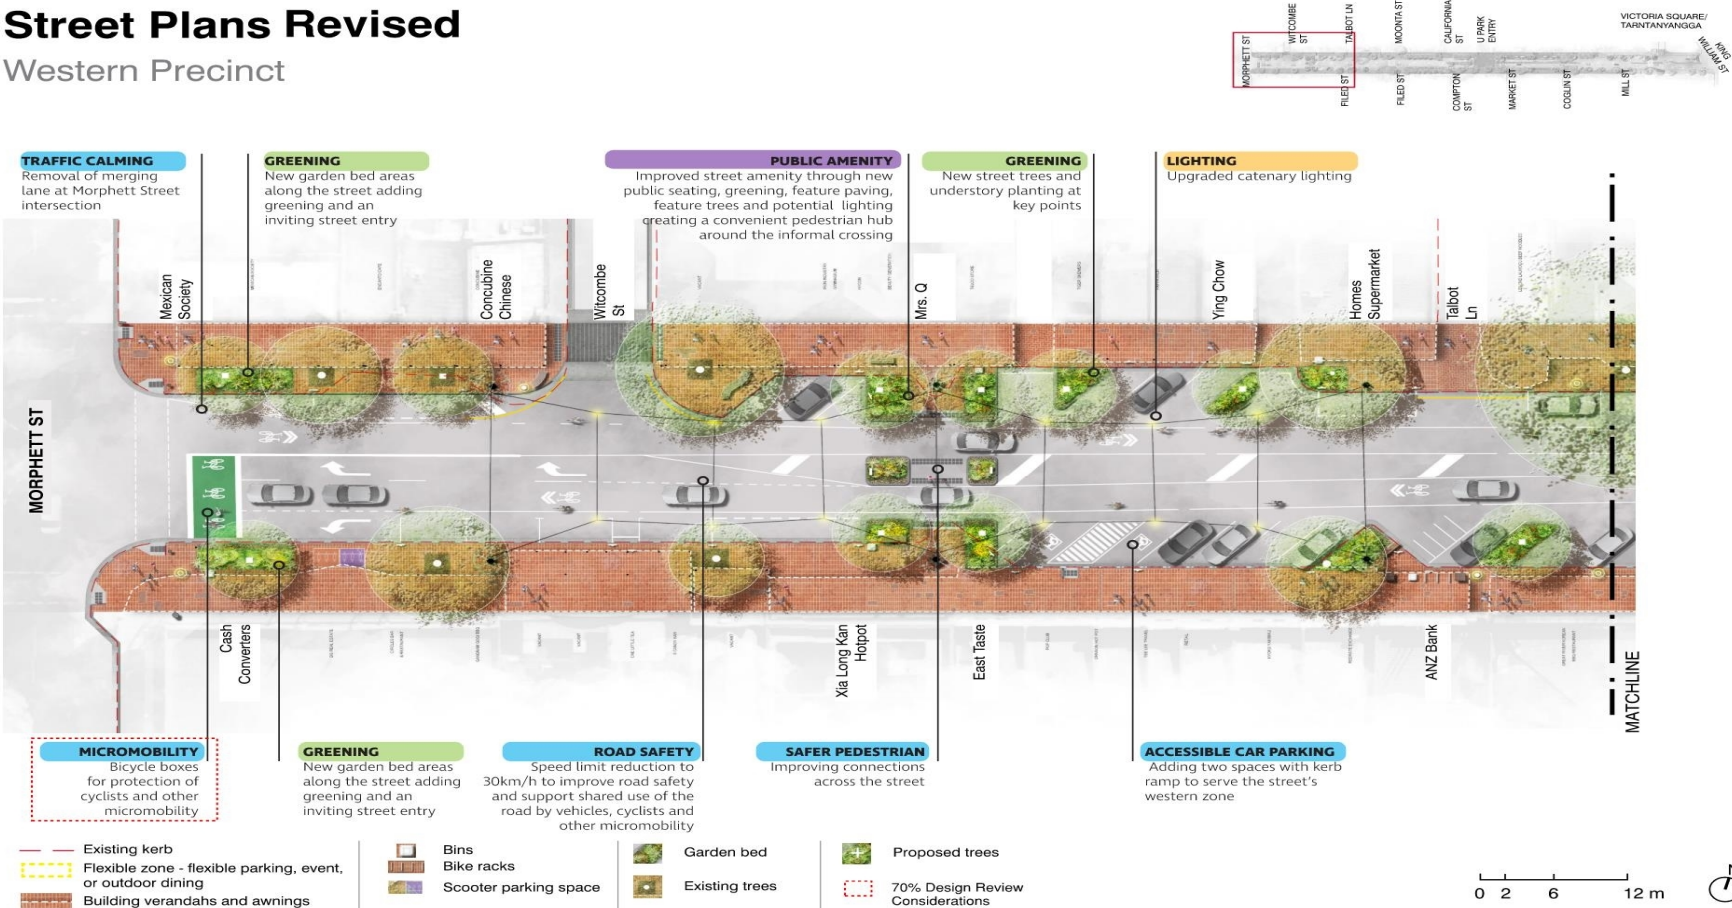 Street Plans Revised
Western Precinct
MORPHETT ST
WITCOMBE
ST
TALBOT LN
MOONTA ST
CALIFORNIA
ST
U PARK
ENTRY
VICTORIA SQUARE/
TARNTANYANGGA
KING
WILLIAM ST
FILED ST
FILED ST
COMPTON
ST
MARKET ST
COGLIN ST
MILL ST
TRAFFIC CALMING
Removal of merging
lane at Morphett Street
intersection
GREENING
New garden bed areas
along the street adding
greening and an
inviting street entry
PUBLIC AMENITY
Improved street amenity through new
public seating, greening, feature paving,
feature trees and potential lighting
creating a convenient pedestrian hub
around the informal crossing
GREENING
New street trees and
understory planting at
key points
LIGHTING
Upgraded catenary lighting
Mexican
Society
Concubine
Chinese
Witcombe
St
Mrs. Q
Ying Chow
Homes
Supermarket
Talbot
Ln
MORPHETT ST
Cash
Converters
Xia Long Kan
Hotpot
East Taste
ANZ Bank
MATCHLINE
MICROMOBILITY
Bicycle boxes
for protection of
cyclists and other
micromobility
GREENING
New garden bed areas
along the street adding
greening and an
inviting street entry
ROAD SAFETY
Speed limit reduction to
30km/h to improve road safety
and support shared use of the
road by vehicles, cyclists and
other micromobility
SAFER PEDESTRIAN
Improving connections
across the street
ACCESSIBLE CAR PARKING
Adding two spaces with kerb
ramp to serve the street's
western zone
Existing kerb
Flexible zone - flexible parking, event,
or outdoor dining
Building verandahs and awnings
Bins
Bike racks
Scooter parking space
Garden bed
Existing trees
Proposed trees
70% Design Review
Considerations
0 2 6 12 m